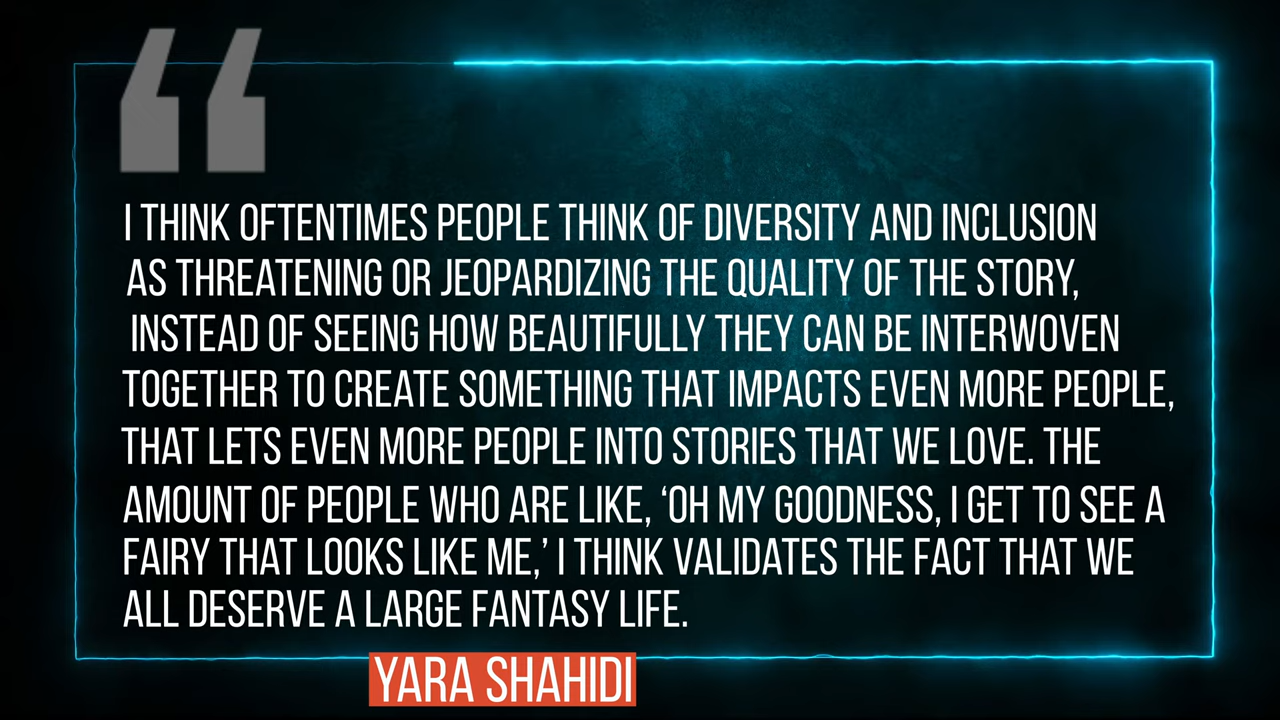 “
I THINK OFTENTIMES PEOPLE THINK OF DIVERSITY AND INCLUSION
AS THREATENING OR JEOPARDIZING THE QUALITY OF THE STORY,
INSTEAD OF SEEING HOW BEAUTIFULLY THEY CAN BE INTERWOVEN
TOGETHER TO CREATE SOMETHING THAT IMPACTS EVEN MORE PEOPLE,
THAT LETS EVEN MORE PEOPLE INTO STORIES THAT WE LOVE. THE
AMOUNT OF PEOPLE WHO ARE LIKE, ‘OH MY GOODNESS, I GET TO SEE A
FAIRY THAT LOOKS LIKE ME,’ I THINK VALIDATES THE FACT THAT WE
ALL DESERVE A LARGE FANTASY LIFE.
YARA SHAHIDI